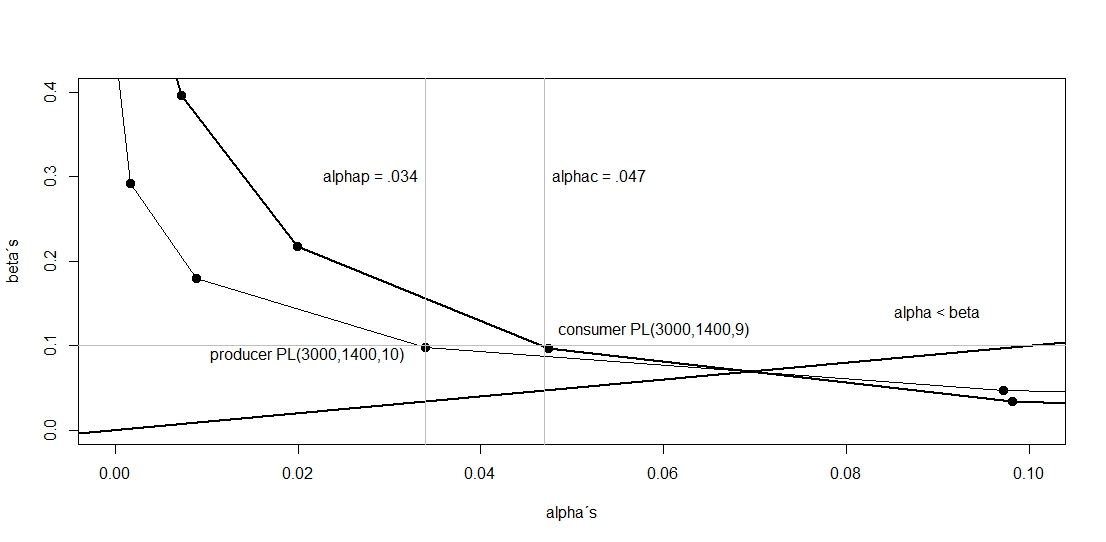 0.4
0.3
alphap = .034
alphac = .047
0.2
beta´s
alpha < beta
consumer PL(3000,1400,9)
0.1
producer PL(3000,1400,10)
0.0
0.00 0.02 0.04 0.06 0.08 0.10
alpha´s